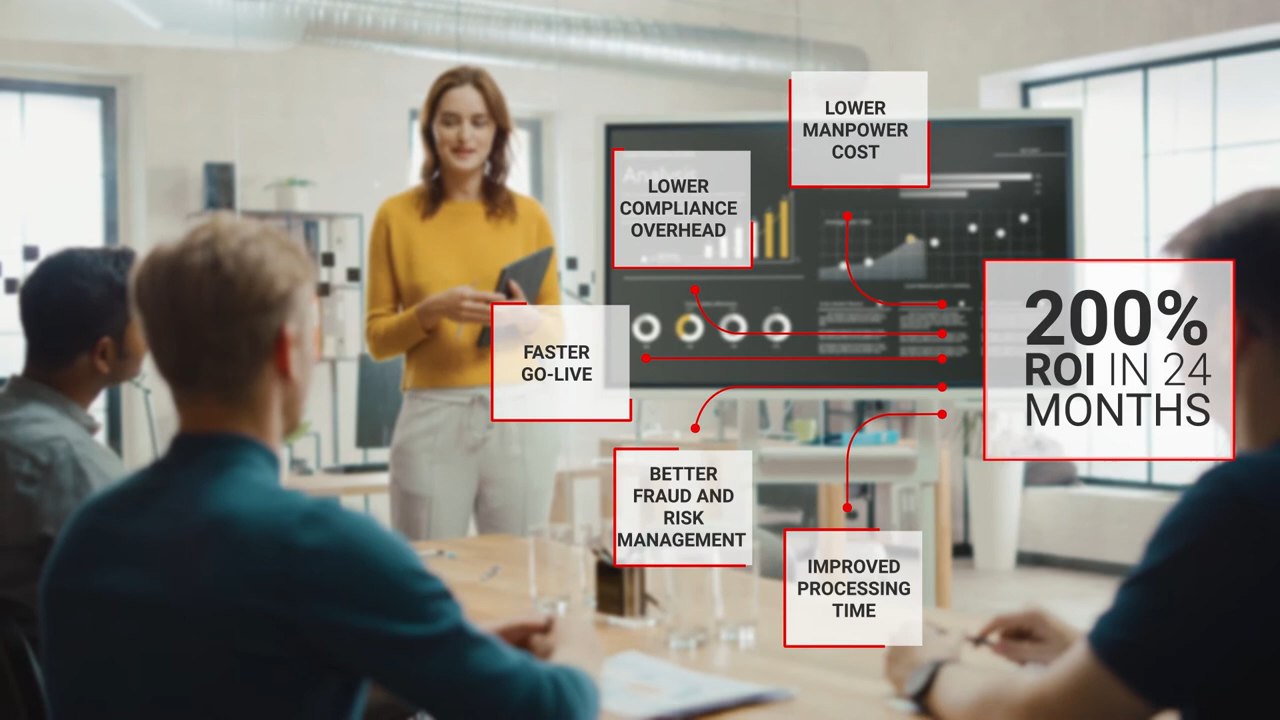 LOWER
MANPOWER
COST
LOWER
COMPLIANCE
OVERHEAD
FASTER
GO-LIVE
BETTER
FRAUD AND
RISK
MANAGEMENT
IMPROVED
PROCESSING
TIME
200%
ROI IN 24
MONTHS